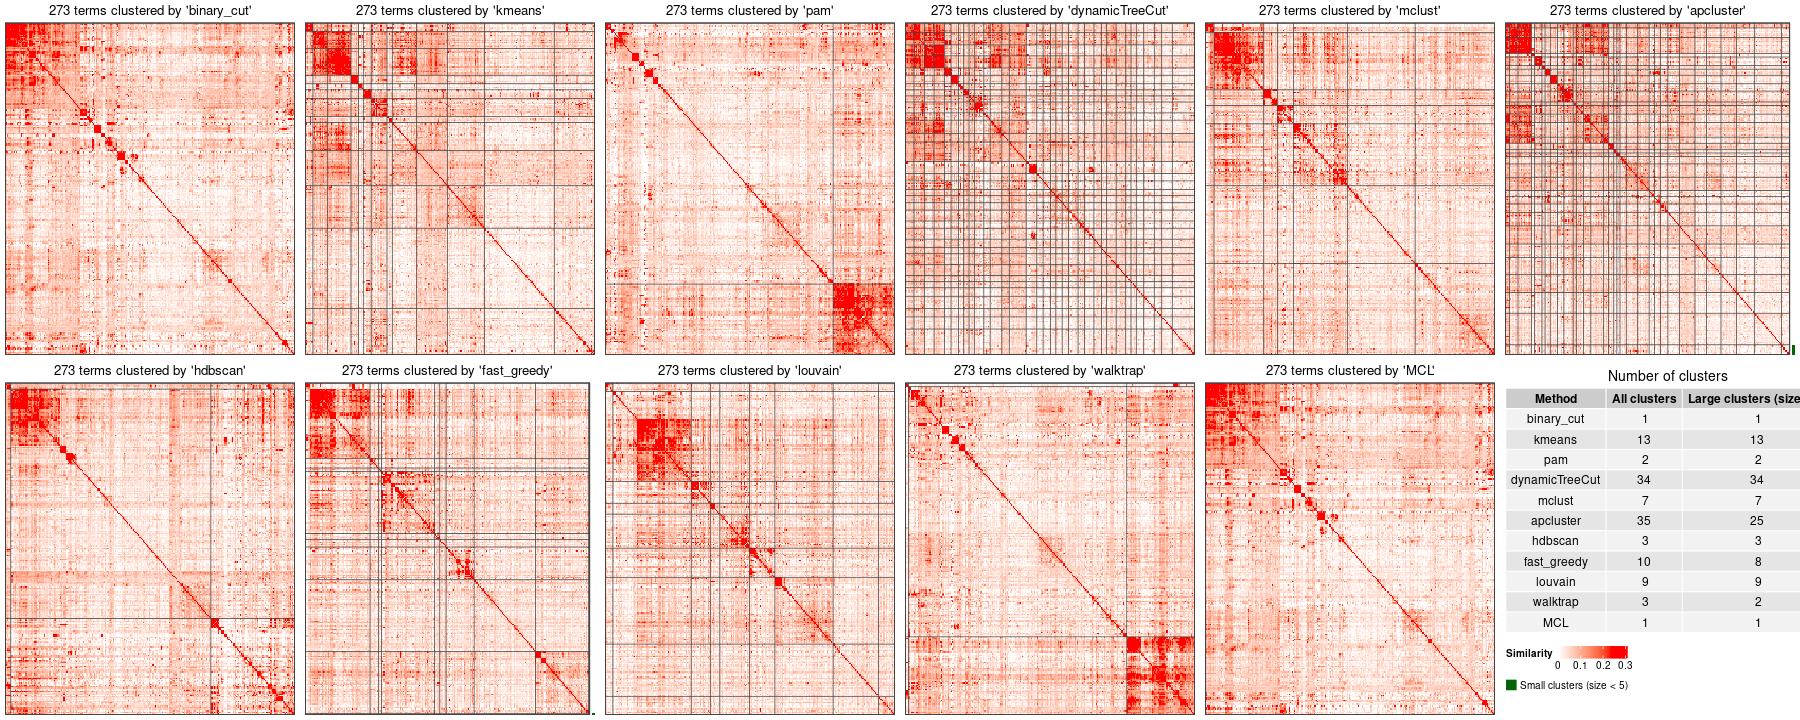 273 terms clustered by 'binary_cut'
273 terms clustered by 'kmeans'
273 terms clustered by 'pam'
273 terms clustered by 'dynamicTreeCut'
273 terms clustered by 'mclust'
273 terms clustered by 'apcluster'
273 terms clustered by 'hdbscan'
273 terms clustered by 'fast_greedy'
273 terms clustered by 'louvain'
273 terms clustered by 'walktrap'
273 terms clustered by 'MCL'
Number of clusters
Method All clusters Large clusters (size
binary_cut 1 1
kmeans 13 13
pam 2 2
dynamicTreeCut 34 34
mclust 7 7
apcluster 35 25
hdbscan 3 3
fast_greedy 10 8
louvain 9 9
walktrap 3 2
MCL 1 1
Similarity
0 0.1 0.2 0.3
Small clusters (size < 5)